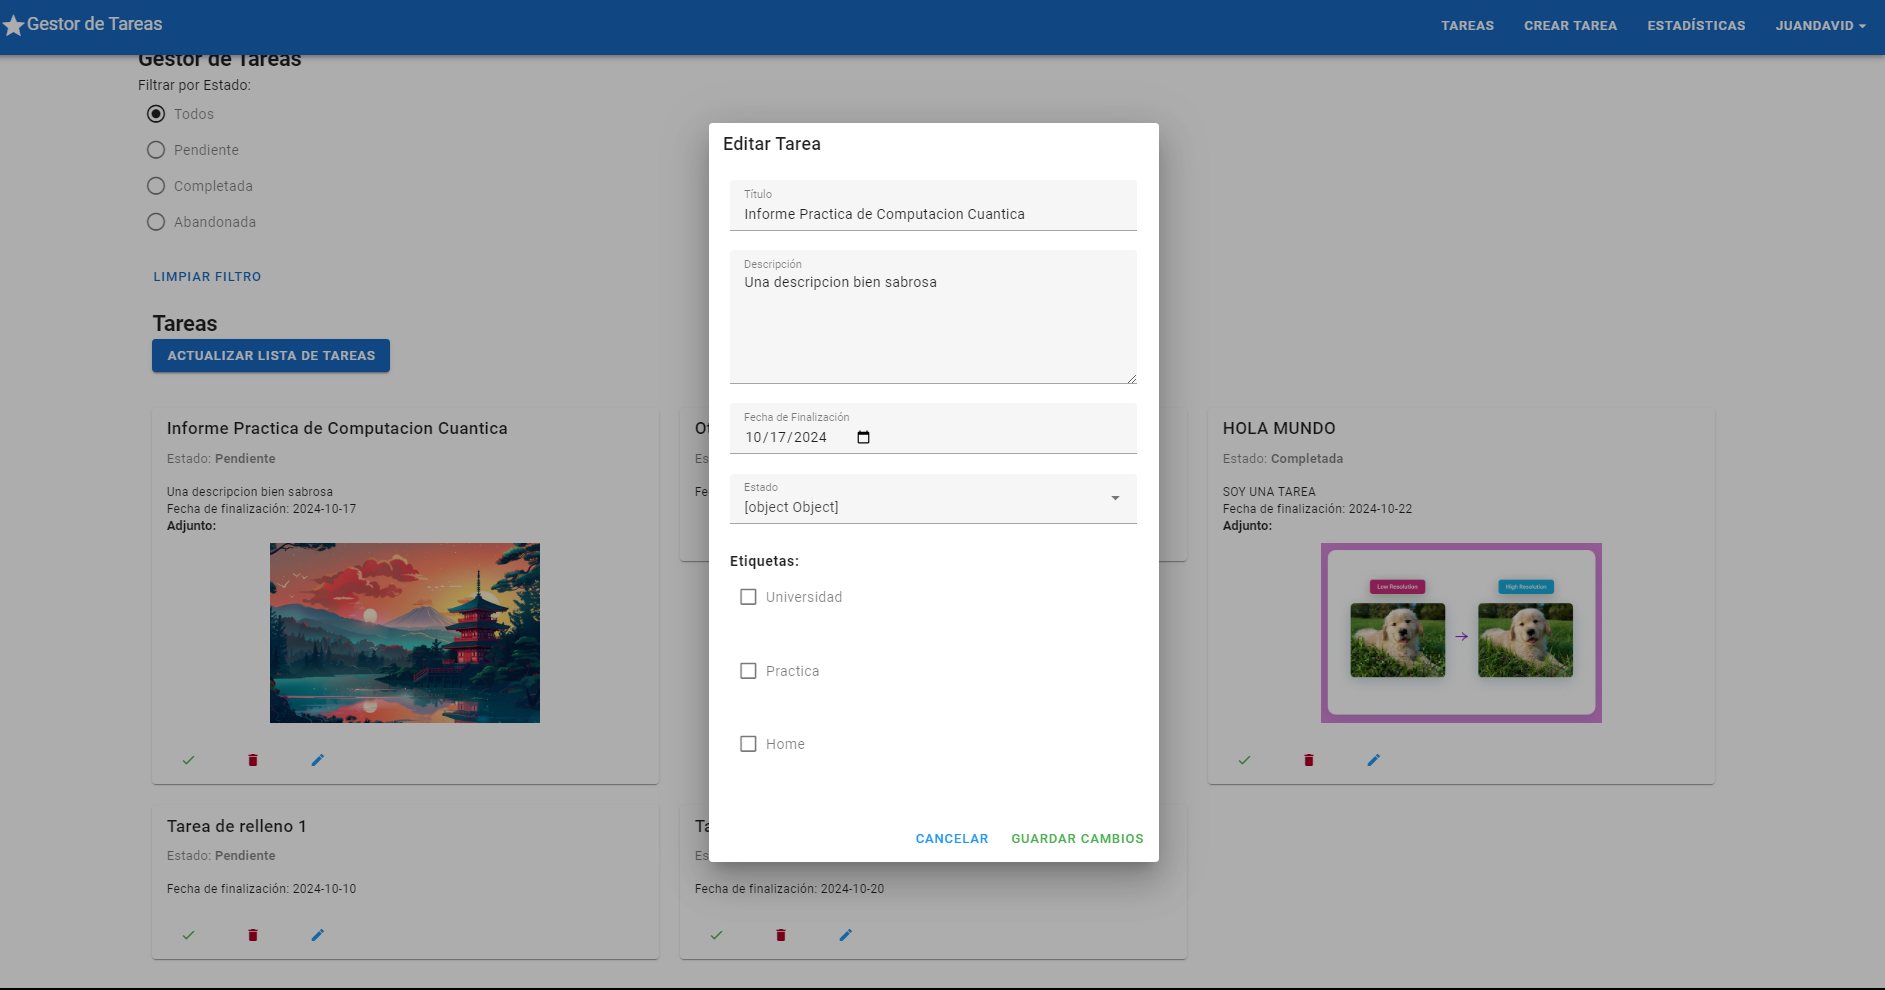 Gestor de Tareas
TAREAS CREAR TAREA ESTADÍSTICAS JUANDAVID
Gestor de Tareas
Filtrar por Estado:
Todos
Pendiente
Completada
Abandonada
LIMPIAR FILTRO
Tareas
ACTUALIZAR LISTA DE TAREAS
Informe Practica de Computacion Cuantica
Estado: Pendiente
Una descripcion bien sabrosa
Fecha de finalización: 2024-10-17
Adjunto:
HOLA MUNDO
Estado: Completada
SOY UNA TAREA
Fecha de finalización: 2024-10-22
Adjunto:
Low Resolution
High Resolution
Tarea de relleno 1
Estado: Pendiente
Fecha de finalización: 2024-10-10
Fecha de finalización: 2024-10-20
Editar Tarea
Título
Informe Practica de Computacion Cuantica
Descripción
Una descripcion bien sabrosa
Fecha de Finalización
10/17/2024
Estado
[object Object]
Etiquetas:
Universidad
Practica
Home
CANCELAR GUARDAR CAMBIOS